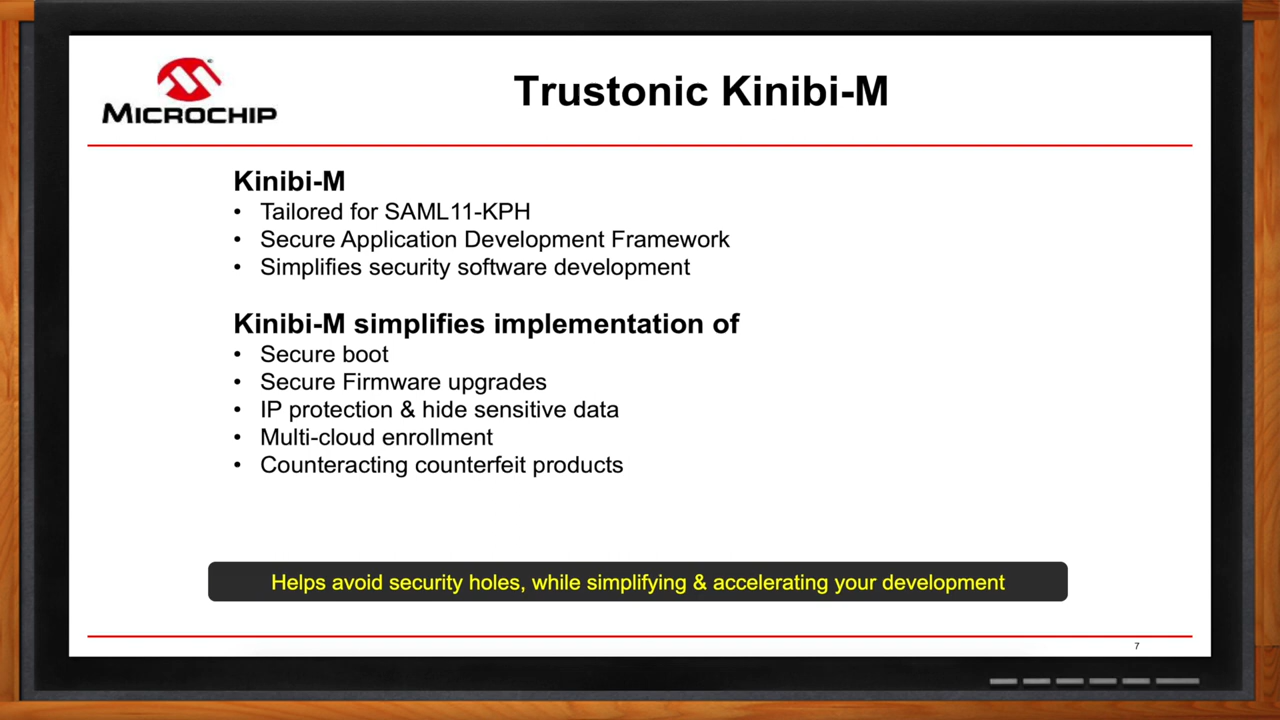 MICROCHIP
Trustonic Kinibi-M
Kinibi-M
• Tailored for SAML11-KPH
• Secure Application Development Framework
• Simplifies security software development
Kinibi-M simplifies implementation of
• Secure boot
• Secure Firmware upgrades
• IP protection & hide sensitive data
• Multi-cloud enrollment
• Counteracting counterfeit products
Helps avoid security holes, while simplifying & accelerating your development
7